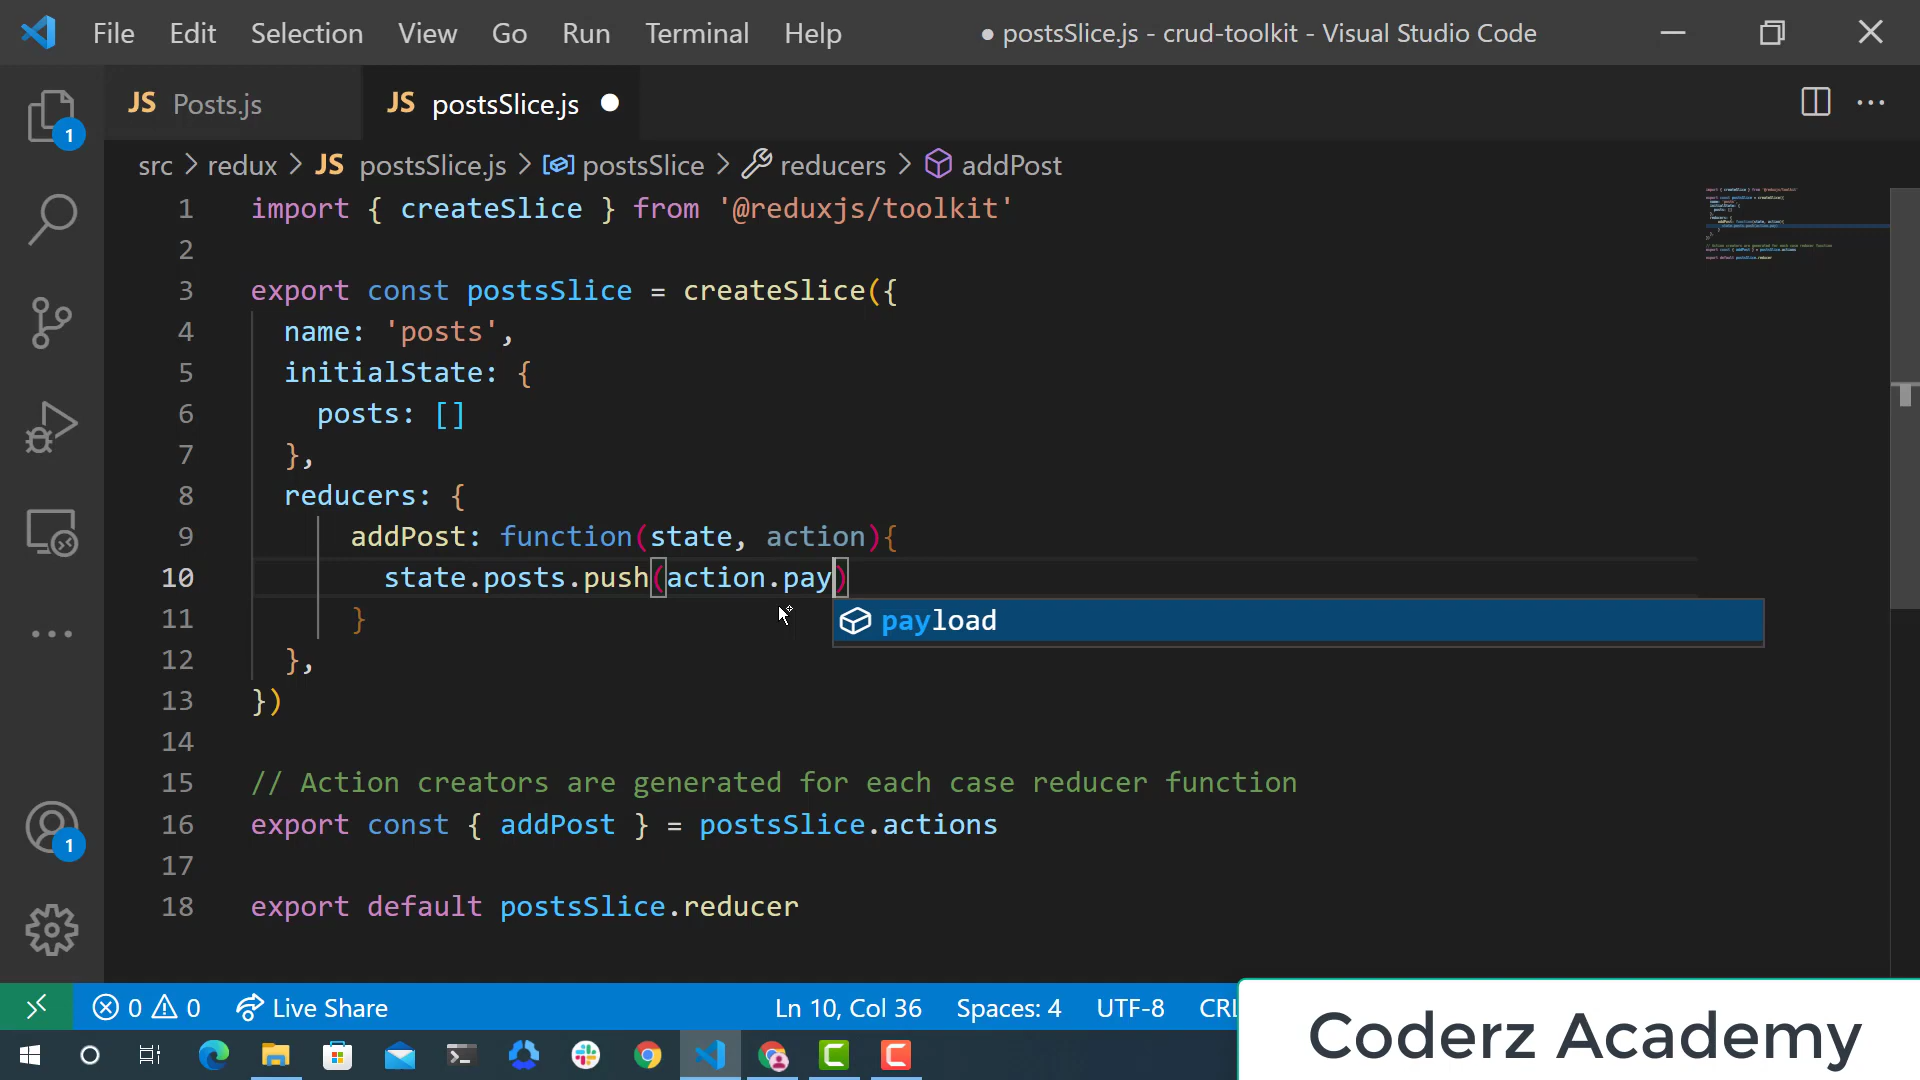 File Edit Selection View Go Run Terminal Help ● postsSlice.js - crud-toolkit - Visual Studio Code
JS Posts.js JS postsSlice.js
src > redux > JS postsSlice.js > postsSlice > reducers > addPost
1 import { createSlice } from '@reduxjs/toolkit'
2
3 export const postsSlice = createSlice({
4 name: 'posts',
5 initialState: {
6 posts: []
7 },
8 reducers: {
9 addPost: function(state, action){
10 state.posts.push(action.pay)
payload
11 }
12 },
13 })
14
15 // Action creators are generated for each case reducer function
16 export const { addPost } = postsSlice.actions
17
18 export default postsSlice.reducer
1
1
0 0 Live Share Ln 10, Col 36 Spaces: 4 UTF-8 CRL
Coderz Academy